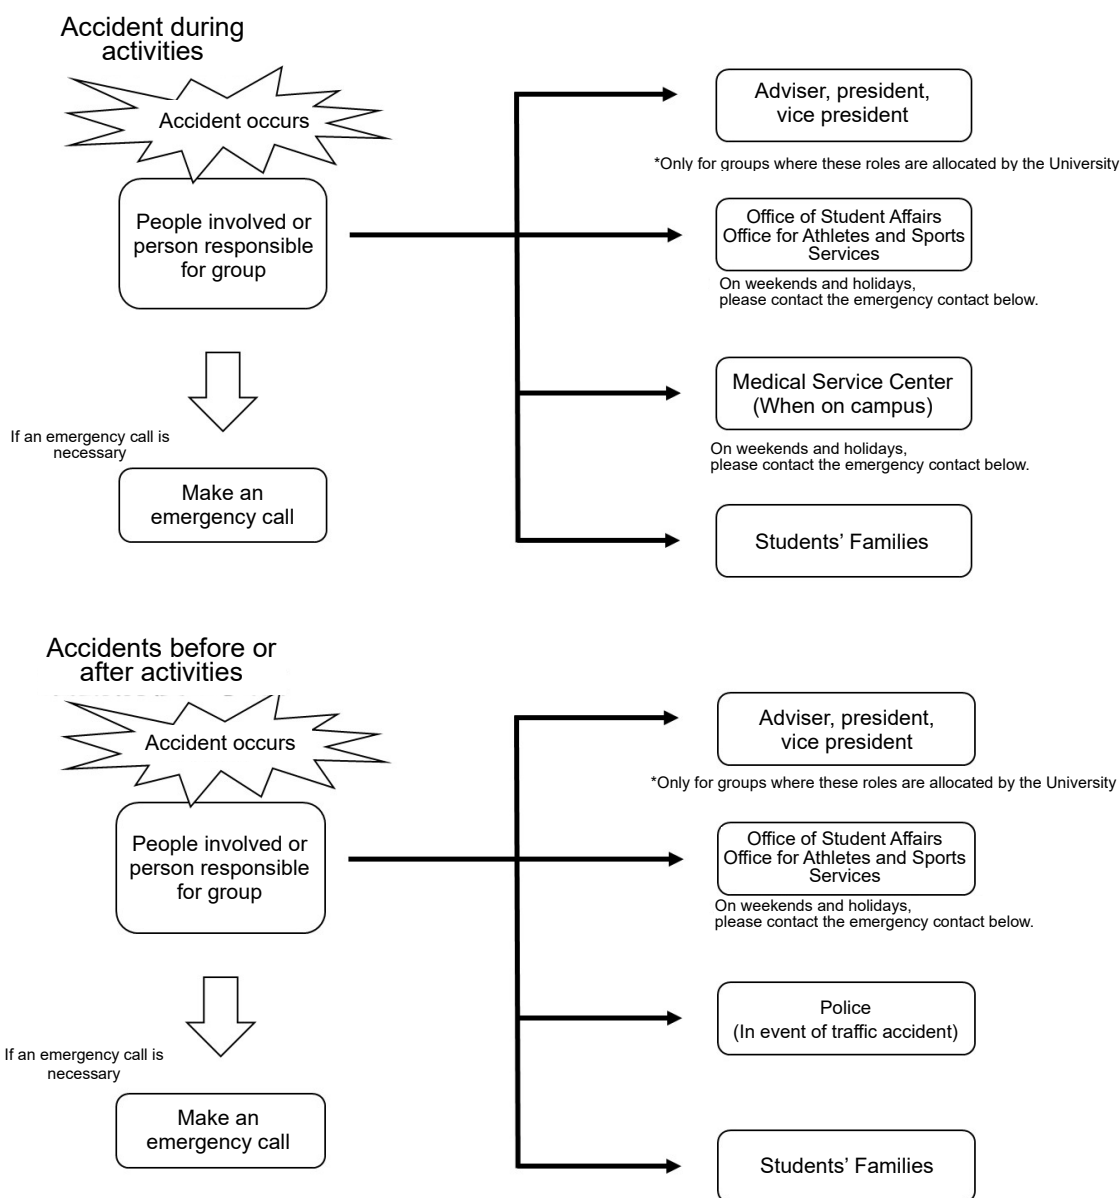 Accident during
activities
Accident occurs
People involved or
person responsible
for group
If an emergency call is
necessary
Make an
emergency call
Adviser, president,
vice president
*Only for groups where these roles are allocated by the University
Office of Student Affairs
Office for Athletes and Sports
Services
On weekends and holidays,
please contact the emergency contact below.
Medical Service Center
(When on campus)
On weekends and holidays,
please contact the emergency contact below.
Students’ Families
Accidents before or
after activities
Accident occurs
People involved or
person responsible
for group
If an emergency call is
necessary
Make an
emergency call
Adviser, president,
vice president
*Only for groups where these roles are allocated by the University
Office of Student Affairs
Office for Athletes and Sports
Services
On weekends and holidays,
please contact the emergency contact below.
Police
(In event of traffic accident)
Students’ Families